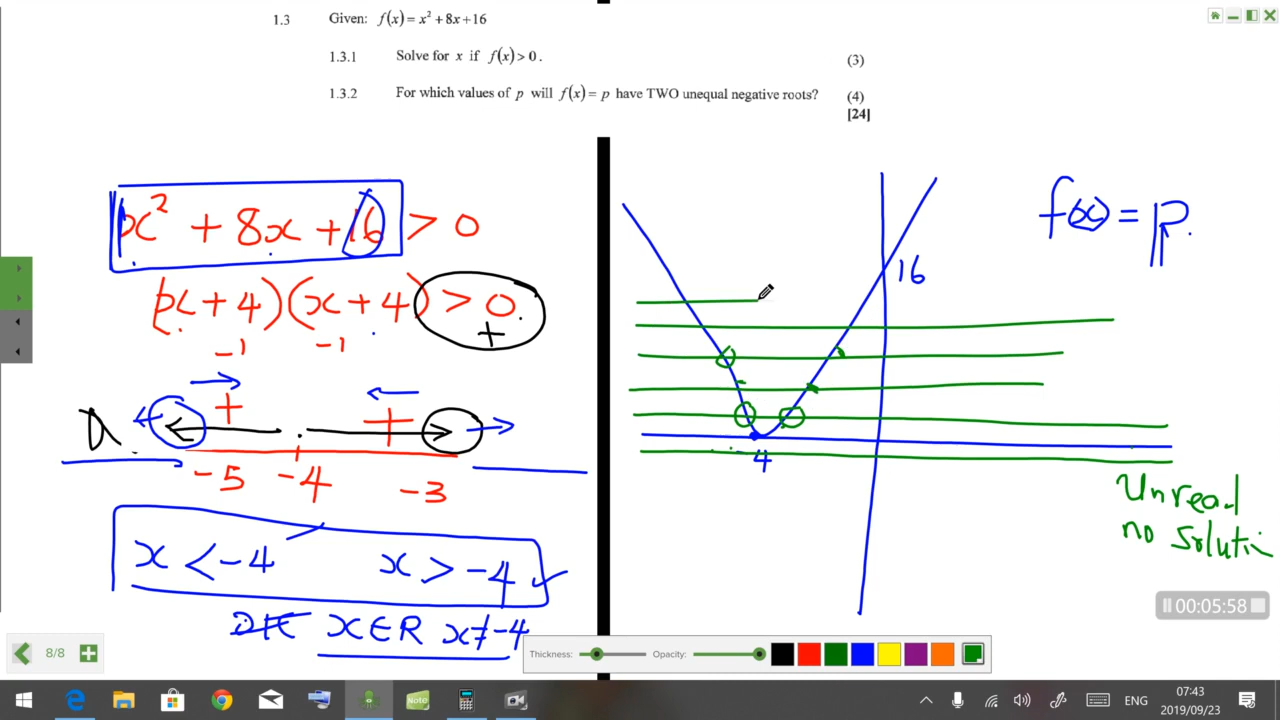 1.3 Given: f(x) = x² + 8x + 16
1.3.1 Solve for x if f(x) > 0. (3)
1.3.2 For which values of p will f(x) = p have TWO unequal negative roots? (4)
[24]
x² + 8x + 16 > 0
(x + 4)(x + 4) > 0.
-1 -1 +
+ +
-5 -4 -3
x < -4 x > -4 ✓
x ∈ R x ≠ -4
f(x) = p
16
-4
Unreal
no solutio
00:05:58
8/8
Thickness: Opacity:
Note
ENG
07:43
2019/09/23